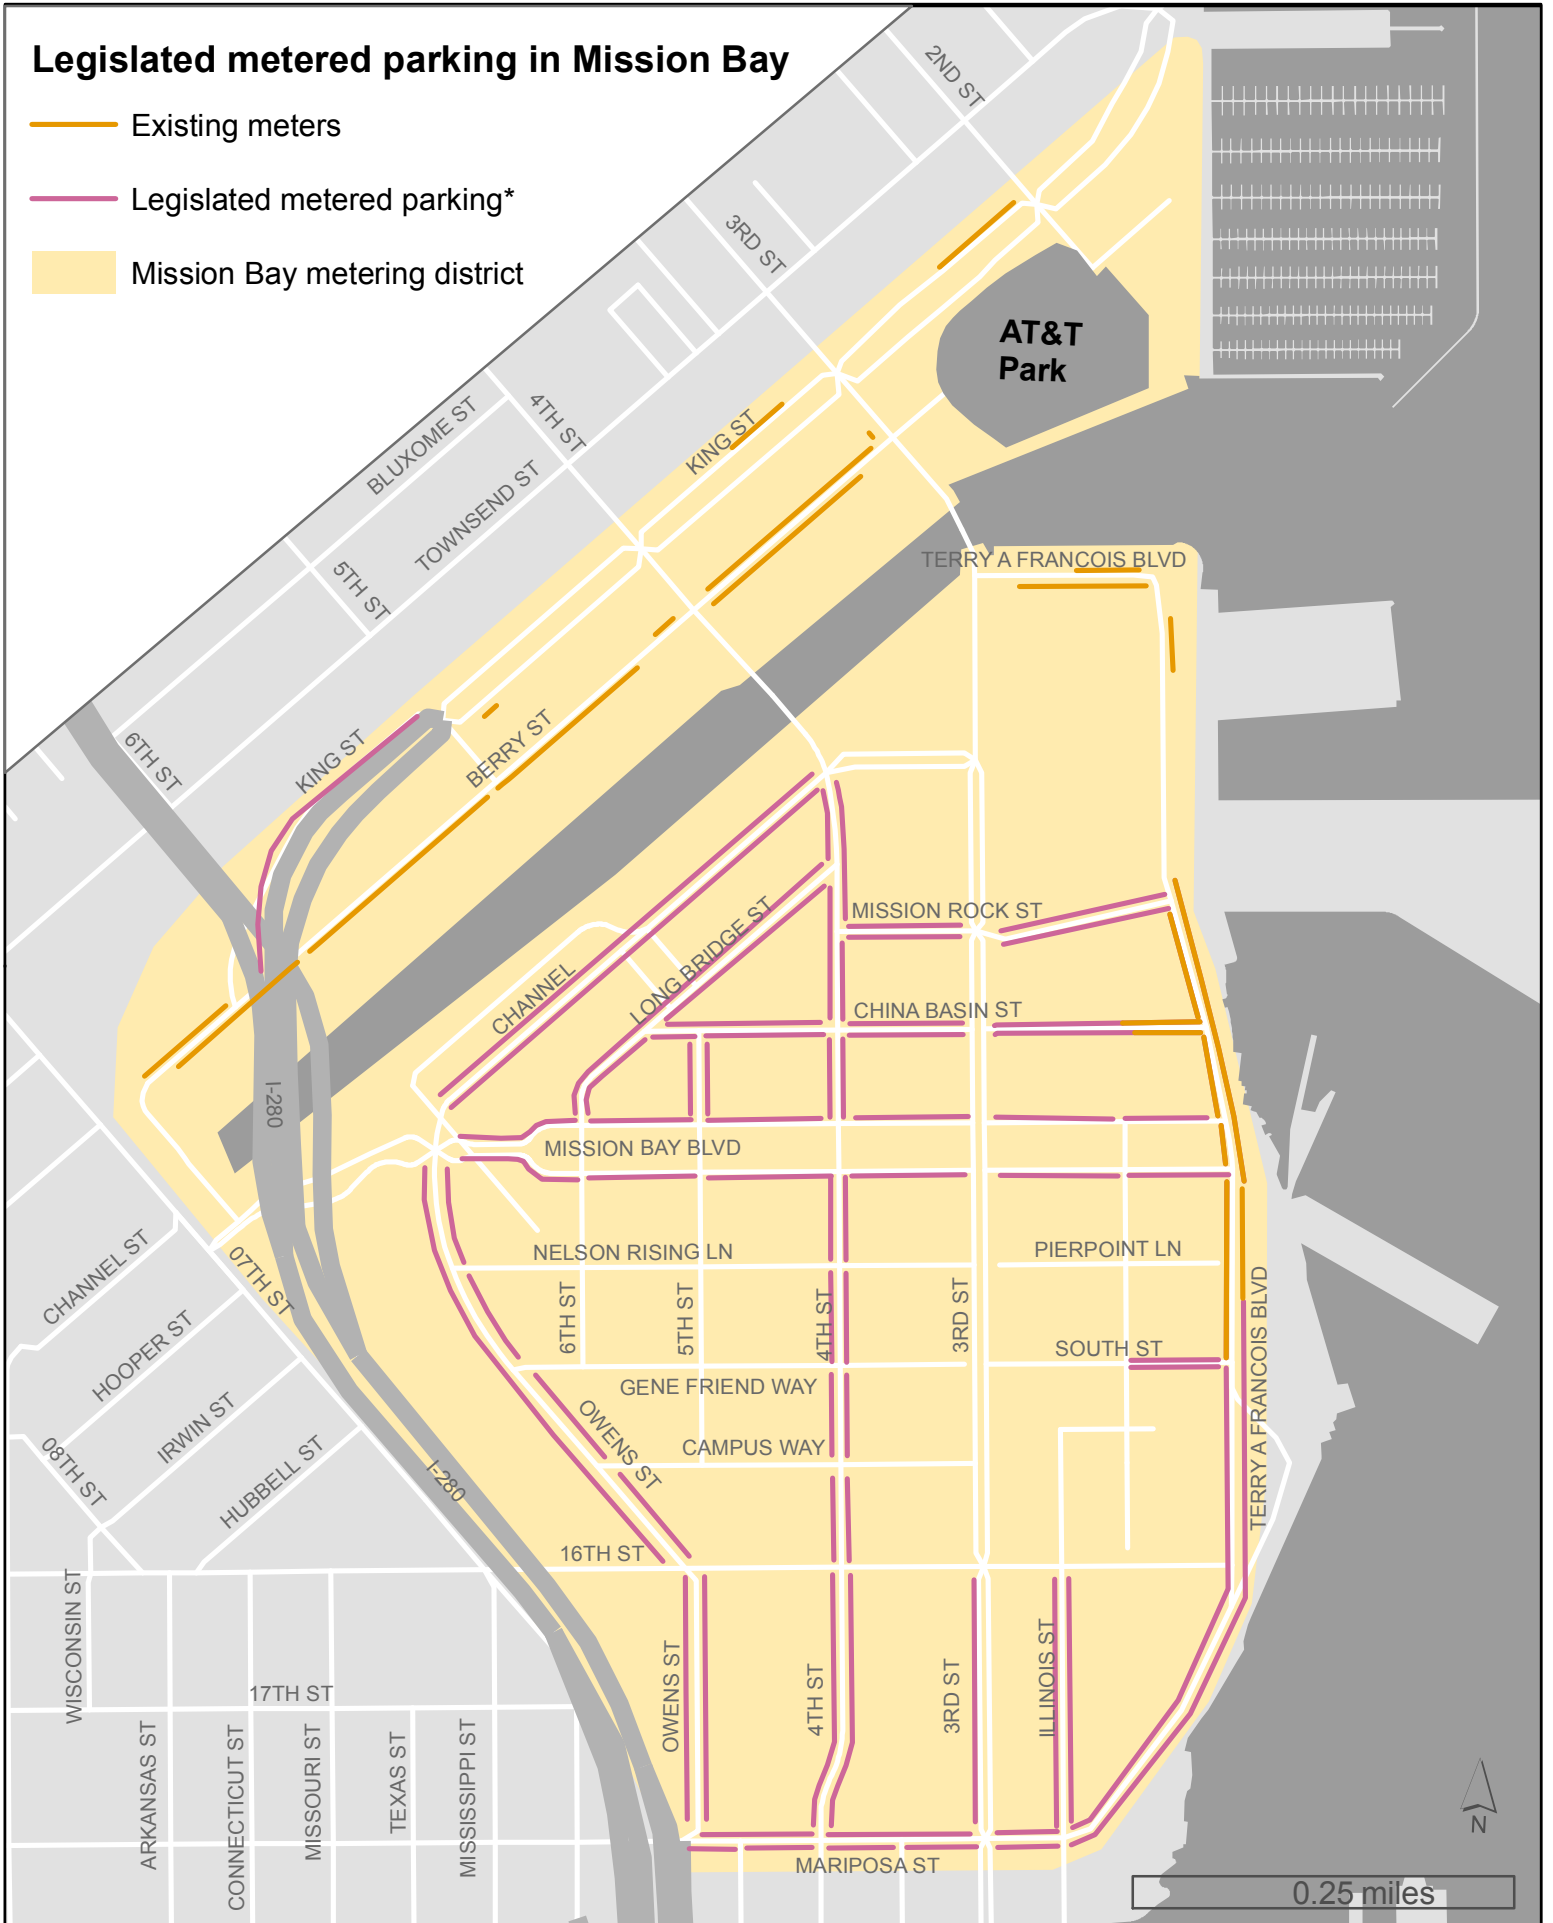 Legislated metered parking in Mission Bay
Existing meters
Legislated metered parking*
Mission Bay metering district
2ND ST
3RD ST
AT&T
Park
4TH ST
KING ST
BLUXOME ST
TOWNSEND ST
5TH ST
TERRY A FRANCOIS BLVD
6TH ST
KING ST
BERRY ST
MISSION ROCK ST
LONG BRIDGE ST
CHANNEL
CHINA BASIN ST
I-280
MISSION BAY BLVD
NELSON RISING LN
PIERPOINT LN
CHANNEL ST
07TH ST
6TH ST
5TH ST
4TH ST
3RD ST
TERRY A FRANCOIS BLVD
HOOPER ST
SOUTH ST
GENE FRIEND WAY
IRWIN ST
OWENS ST
CAMPUS WAY
08TH ST
HUBBELL ST
I-280
16TH ST
WISCONSIN ST
17TH ST
OWENS ST
4TH ST
3RD ST
ILLINOIS ST
ARKANSAS ST
CONNECTICUT ST
MISSOURI ST
TEXAS ST
MISSISSIPPI ST
N
MARIPOSA ST
0.25 miles